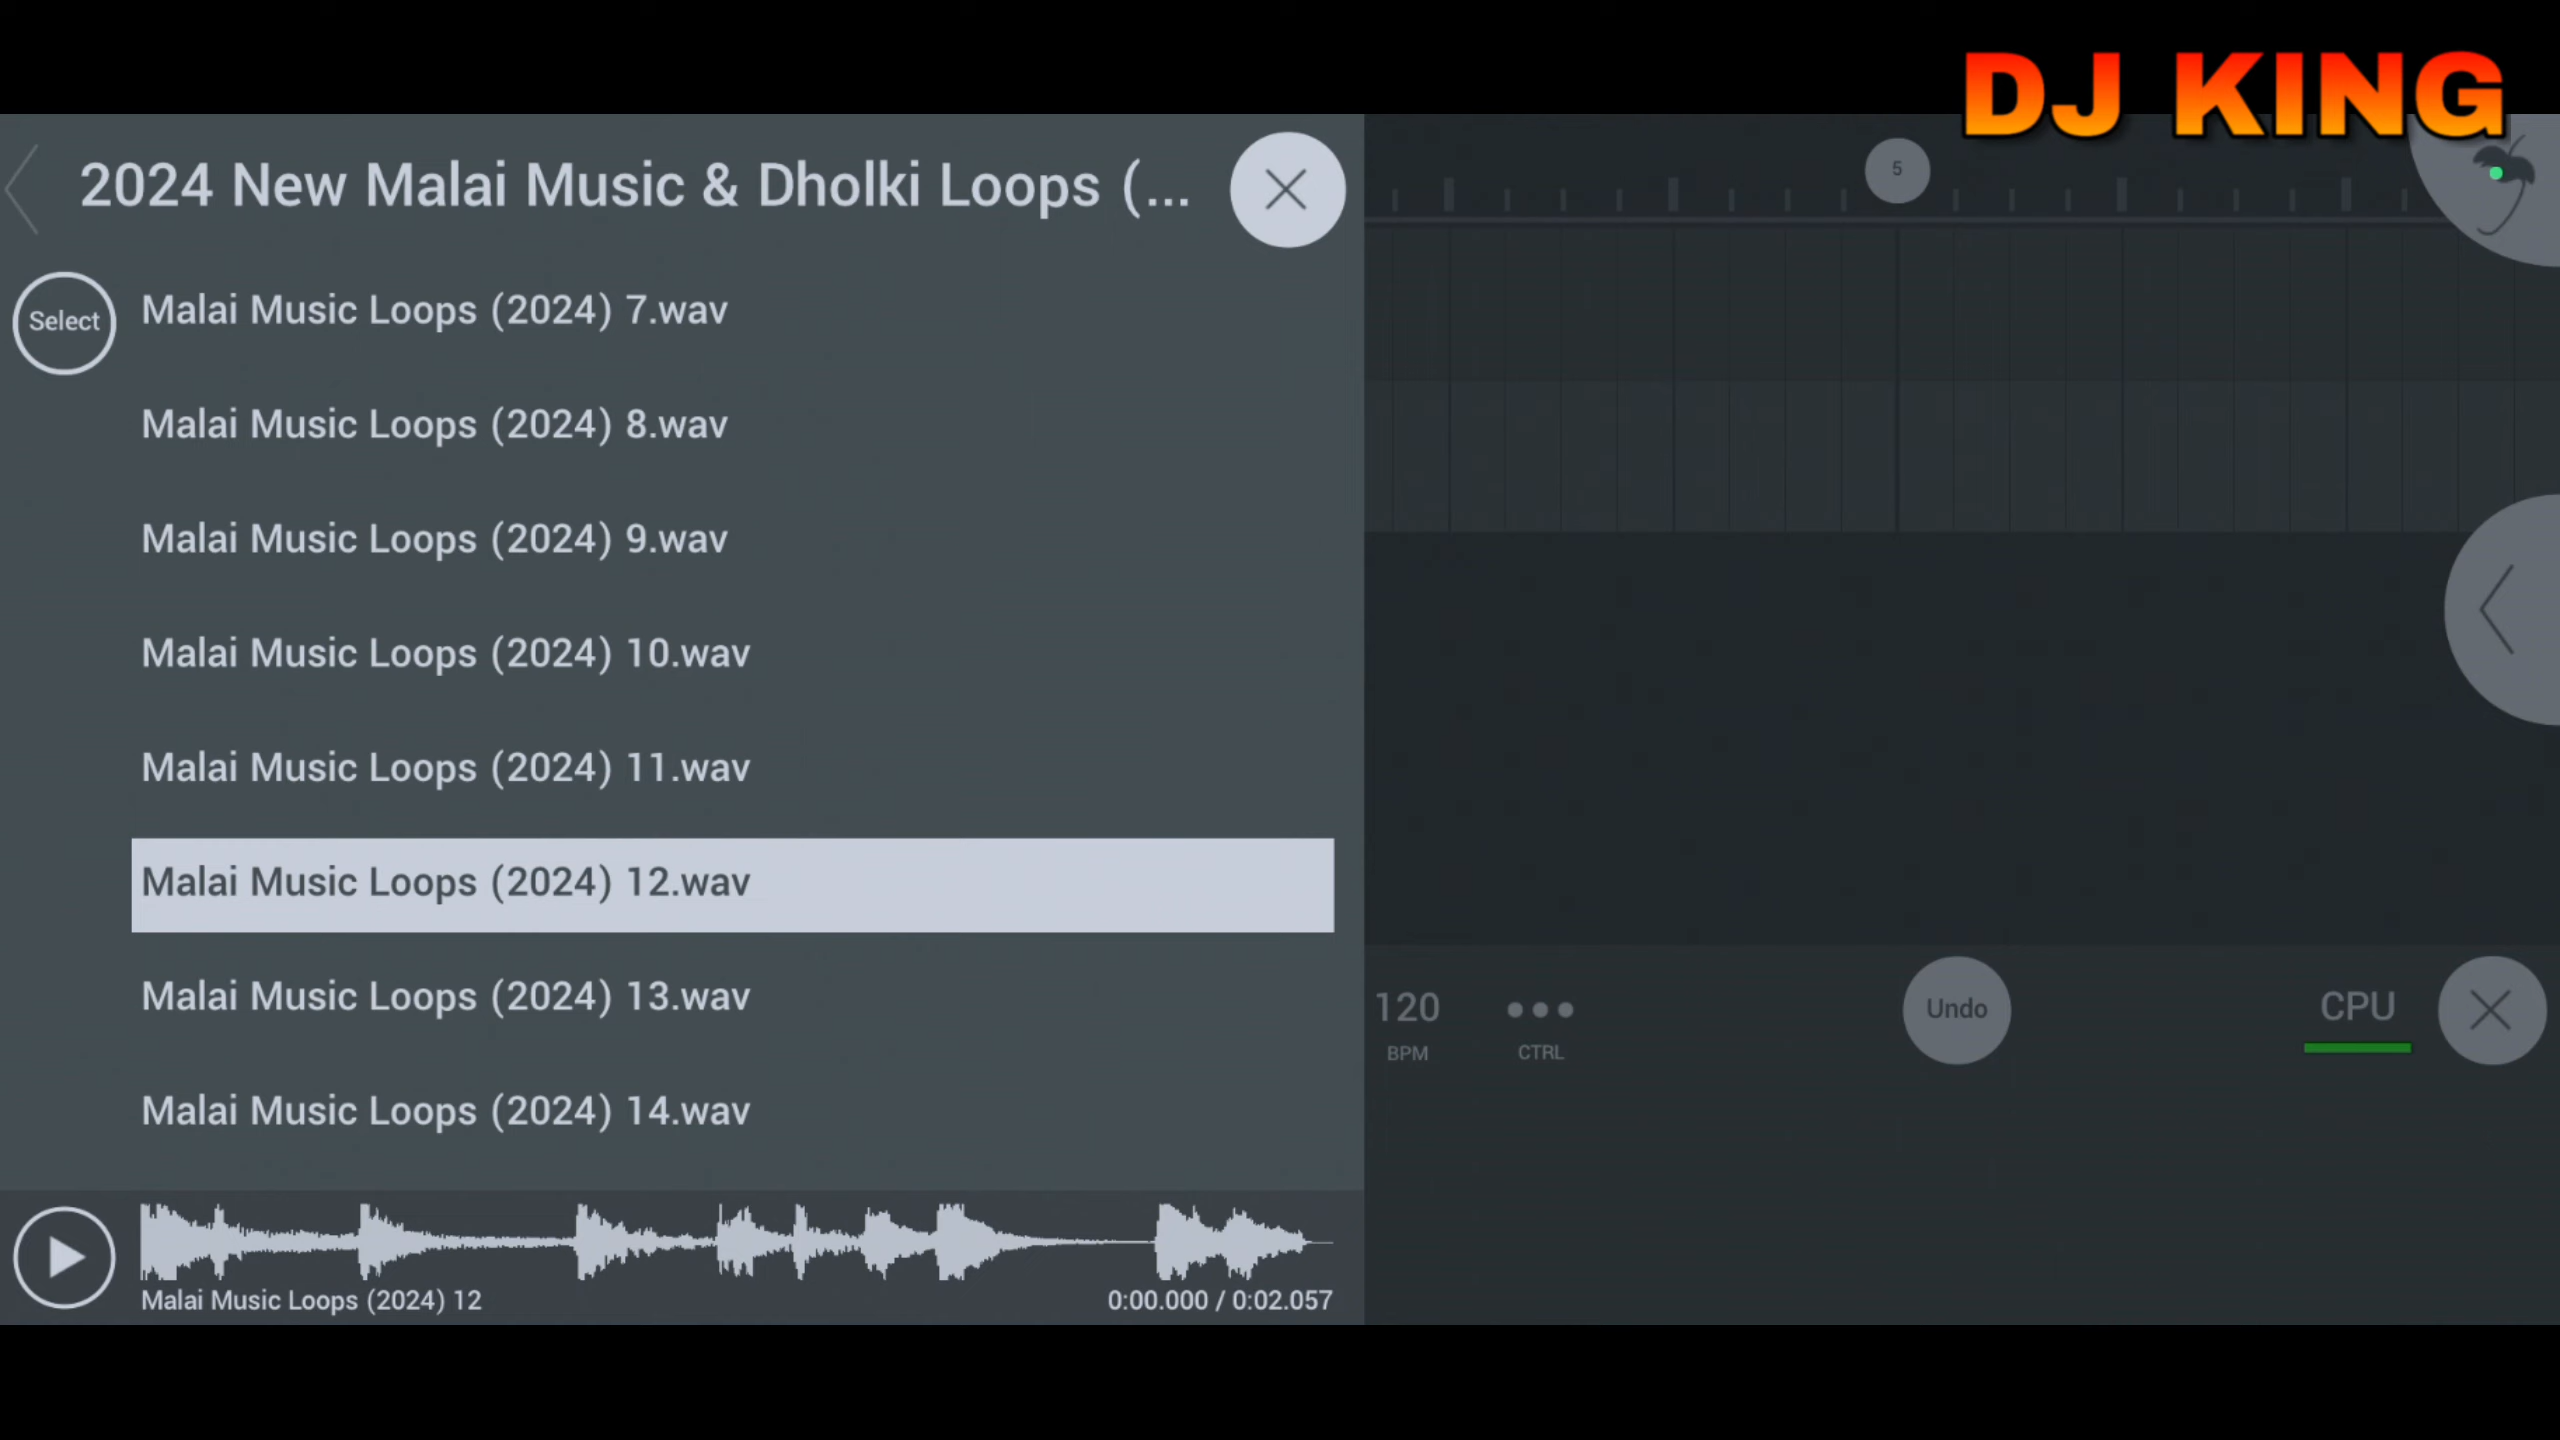 DJ KING
2024 New Malai Music & Dholki Loops (...
5
Select
Malai Music Loops (2024) 7.wav
Malai Music Loops (2024) 8.wav
Malai Music Loops (2024) 9.wav
Malai Music Loops (2024) 10.wav
Malai Music Loops (2024) 11.wav
Malai Music Loops (2024) 12.wav
Malai Music Loops (2024) 13.wav
Malai Music Loops (2024) 14.wav
120
BPM
CTRL
Undo
CPU
Malai Music Loops (2024) 12
0:00.000 / 0:02.057